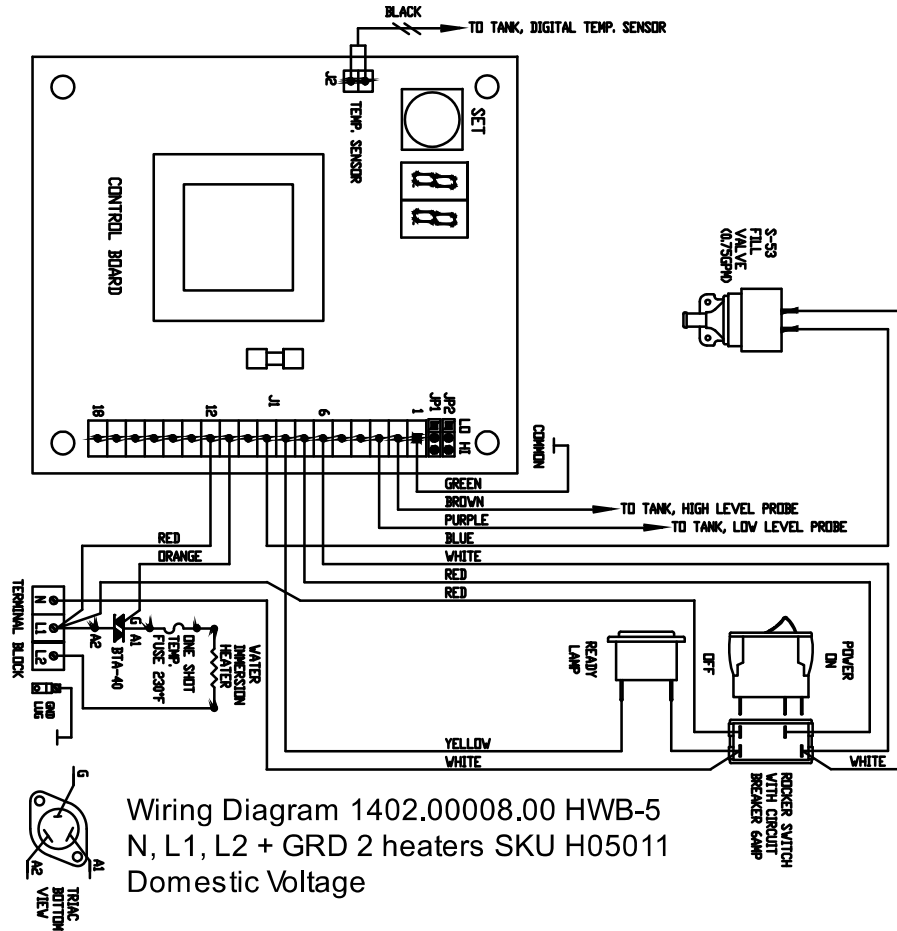 BLACK
TO TANK, DIGITAL TEMP. SENSOR
J2
TEMP. SENSOR
SET
CONTROL BOARD
S-53
FILL
VALVE
(0.75GPM)
18
12
J1
6
1
JP1
JP2
LO
HI
COMMON
GREEN
BROWN
TO TANK, HIGH LEVEL PROBE
PURPLE
TO TANK, LOW LEVEL PROBE
BLUE
RED
WHITE
ORANGE
RED
RED
TERMINAL BLOCK
N
L1
L2
A2
G
A1
BTA-40
ONE SHOT
TEMP.
FUSE 230°F
WATER
IMMERSION
HEATER
GND
LUG
READY
LAMP
OFF
POWER
ON
YELLOW
WHITE
WHITE
ROCKER SWITCH
WITH CIRCUIT
BREAKER 6AMP
G
A2
A1
TRIAC
BOTTOM
VIEW
Wiring Diagram 1402.00008.00 HWB-5
N, L1, L2 + GRD 2 heaters SKU H05011
Domestic Voltage